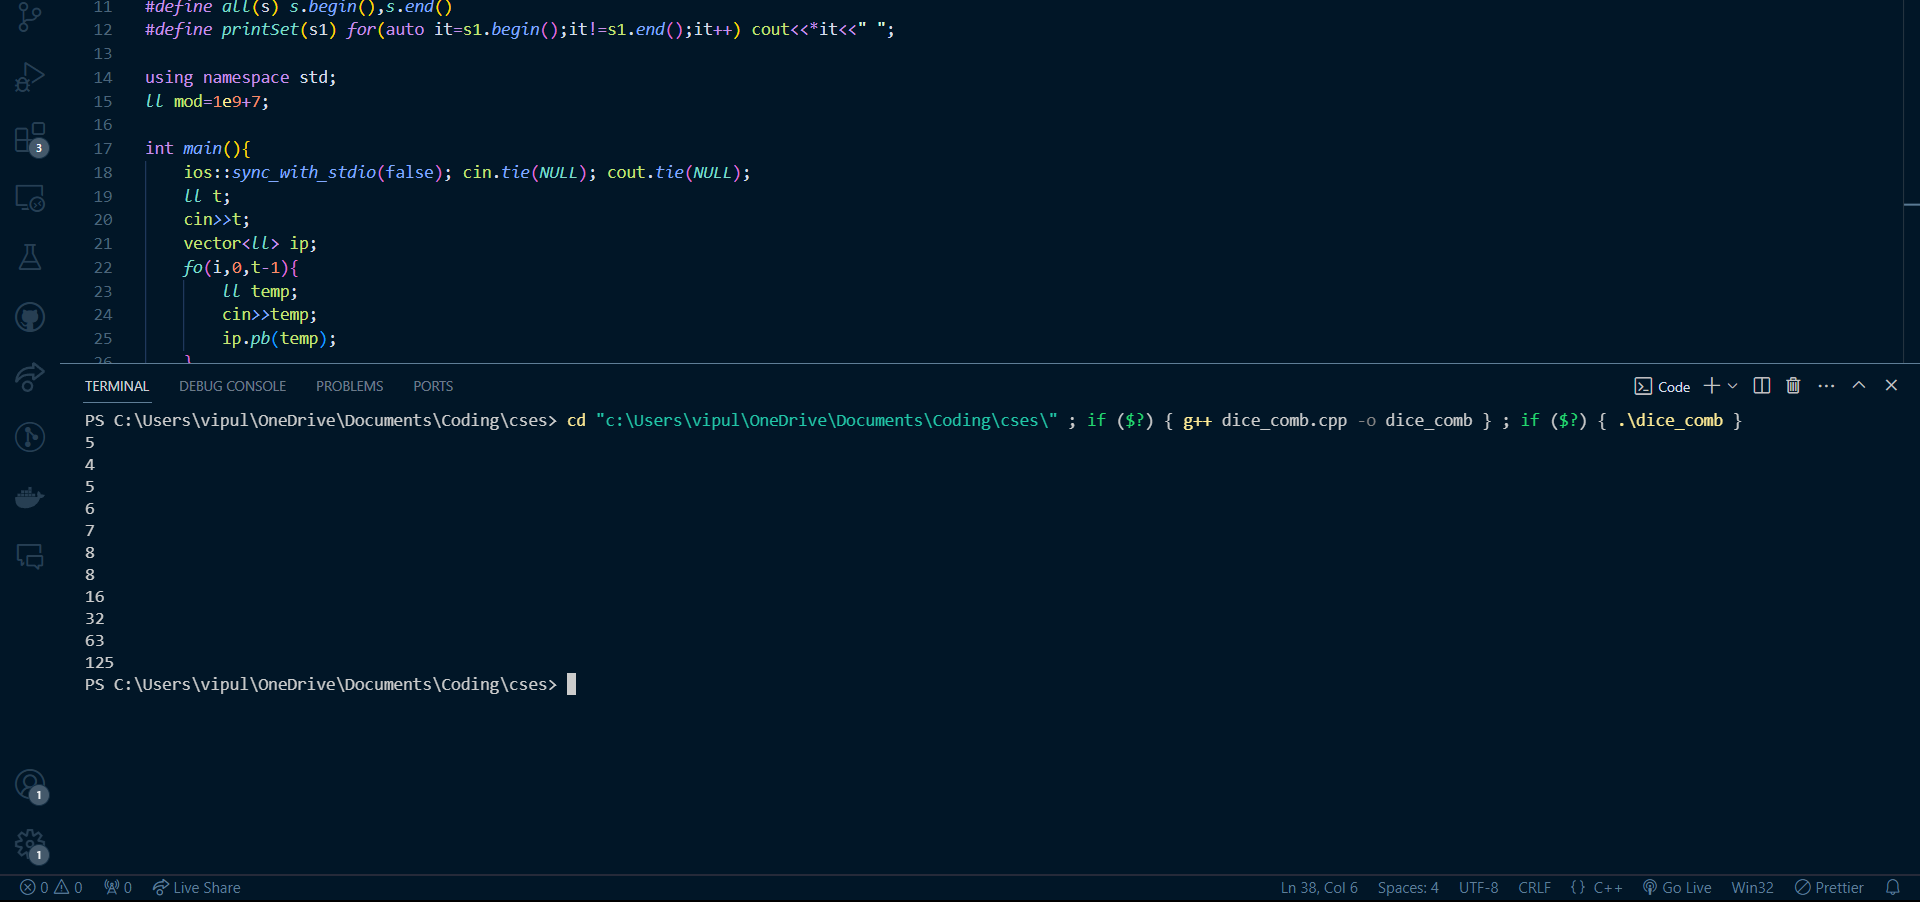 11 #define all(s) s.begin(),s.end()
12 #define printSet(s1) for(auto it=s1.begin();it!=s1.end();it++) cout<<*it<<" ";
13
14 using namespace std;
15 ll mod=1e9+7;
16
17 int main(){
18 ios::sync_with_stdio(false); cin.tie(NULL); cout.tie(NULL);
19 ll t;
20 cin>>t;
21 vector<ll> ip;
22 fo(i,0,t-1){
23 ll temp;
24 cin>>temp;
25 ip.pb(temp);
26 }
3
TERMINAL DEBUG CONSOLE PROBLEMS PORTS Code
PS C:\Users\vipul\OneDrive\Documents\Coding\cses> cd "c:\Users\vipul\OneDrive\Documents\Coding\cses\" ; if ($?) { g++ dice_comb.cpp -o dice_comb } ; if ($?) { .\dice_comb }
5
4
5
6
7
8
8
16
32
63
125
PS C:\Users\vipul\OneDrive\Documents\Coding\cses>
1
1
0 0 0 Live Share Ln 38, Col 6 Spaces: 4 UTF-8 CRLF {} C++ Go Live Win32 Prettier